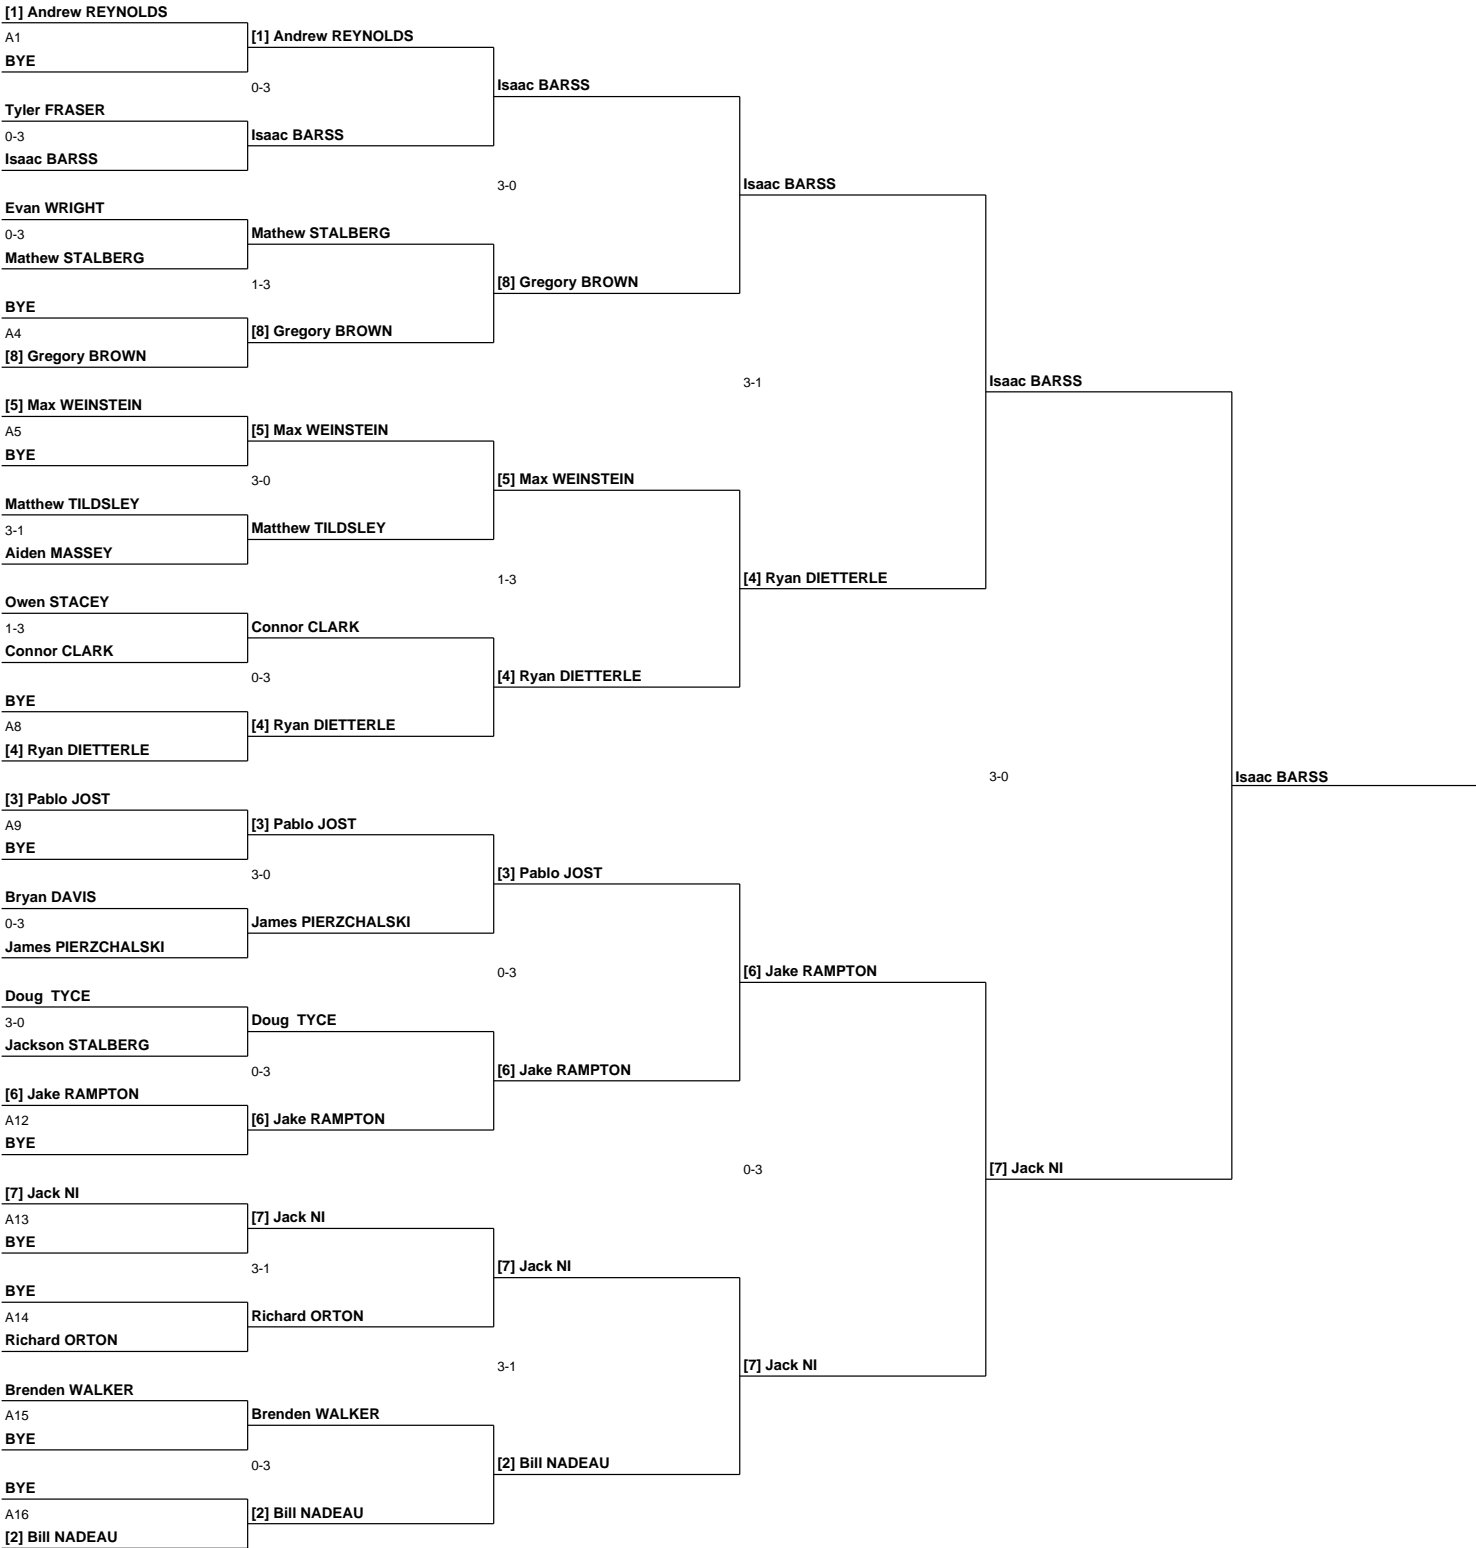 [1] Andrew REYNOLDS
A1
BYE
Tyler FRASER
0-3
Isaac BARSS
Evan WRIGHT
0-3
Mathew STALBERG
BYE
A4
[8] Gregory BROWN
[5] Max WEINSTEIN
A5
BYE
Matthew TILDSLEY
3-1
Aiden MASSEY
Owen STACEY
1-3
Connor CLARK
BYE
A8
[4] Ryan DIETTERLE
[3] Pablo JOST
A9
BYE
Bryan DAVIS
0-3
James PIERZCHALSKI
Doug  TYCE
3-0
Jackson STALBERG
[6] Jake RAMPTON
A12
BYE
[7] Jack NI
A13
BYE
BYE
A14
Richard ORTON
Brenden WALKER
A15
BYE
BYE
A16
[2] Bill NADEAU
[1] Andrew REYNOLDS
0-3
Isaac BARSS
Mathew STALBERG
1-3
[8] Gregory BROWN
[5] Max WEINSTEIN
3-0
Matthew TILDSLEY
Connor CLARK
0-3
[4] Ryan DIETTERLE
[3] Pablo JOST
3-0
James PIERZCHALSKI
Doug  TYCE
0-3
[6] Jake RAMPTON
[7] Jack NI
3-1
Richard ORTON
Brenden WALKER
0-3
[2] Bill NADEAU
Isaac BARSS
3-0
[8] Gregory BROWN
[5] Max WEINSTEIN
1-3
[4] Ryan DIETTERLE
[3] Pablo JOST
0-3
[6] Jake RAMPTON
[7] Jack NI
3-1
[2] Bill NADEAU
Isaac BARSS
3-1
[4] Ryan DIETTERLE
[6] Jake RAMPTON
0-3
[7] Jack NI
Isaac BARSS
3-0
[7] Jack NI
Isaac BARSS